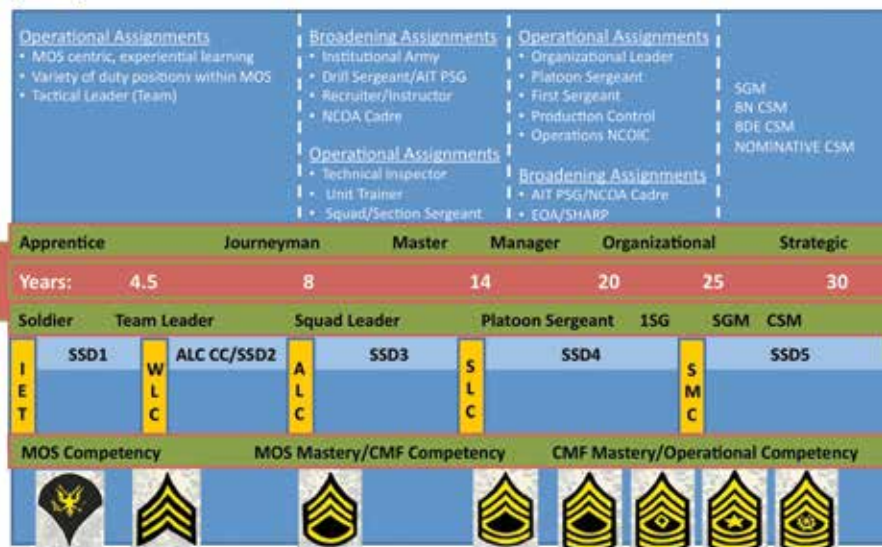 Operational Assignments
• MOS centric, experiential learning
• Variety of duty positions within MOS
• Tactical Leader (Team)
Broadening Assignments
• Institutional Army
• Drill Sergeant/AIT PSG
• Recruiter/Instructor
• NCOA Cadre
Operational Assignments
• Technical Inspector
• Unit Trainer
• Squad/Section Sergeant
Operational Assignments
• Organizational Leader
• Platoon Sergeant
• First Sergeant
• Production Control
• Operations NCOIC
Broadening Assignments
• AIT PSG/NCOA Cadre
• EOA/SHARP
SGM
BN CSM
BDE CSM
NOMINATIVE CSM
Apprentice Journeyman Master Manager Organizational Strategic
Years: 4.5 8 14 20 25 30
Soldier Team Leader Squad Leader Platoon Sergeant 1SG SGM CSM
IET SSD1 WLC ALC CC/SSD2 ALC SSD3 SLC SSD4 SMC SSD5
MOS Competency MOS Mastery/CMF Competency CMF Mastery/Operational Competency